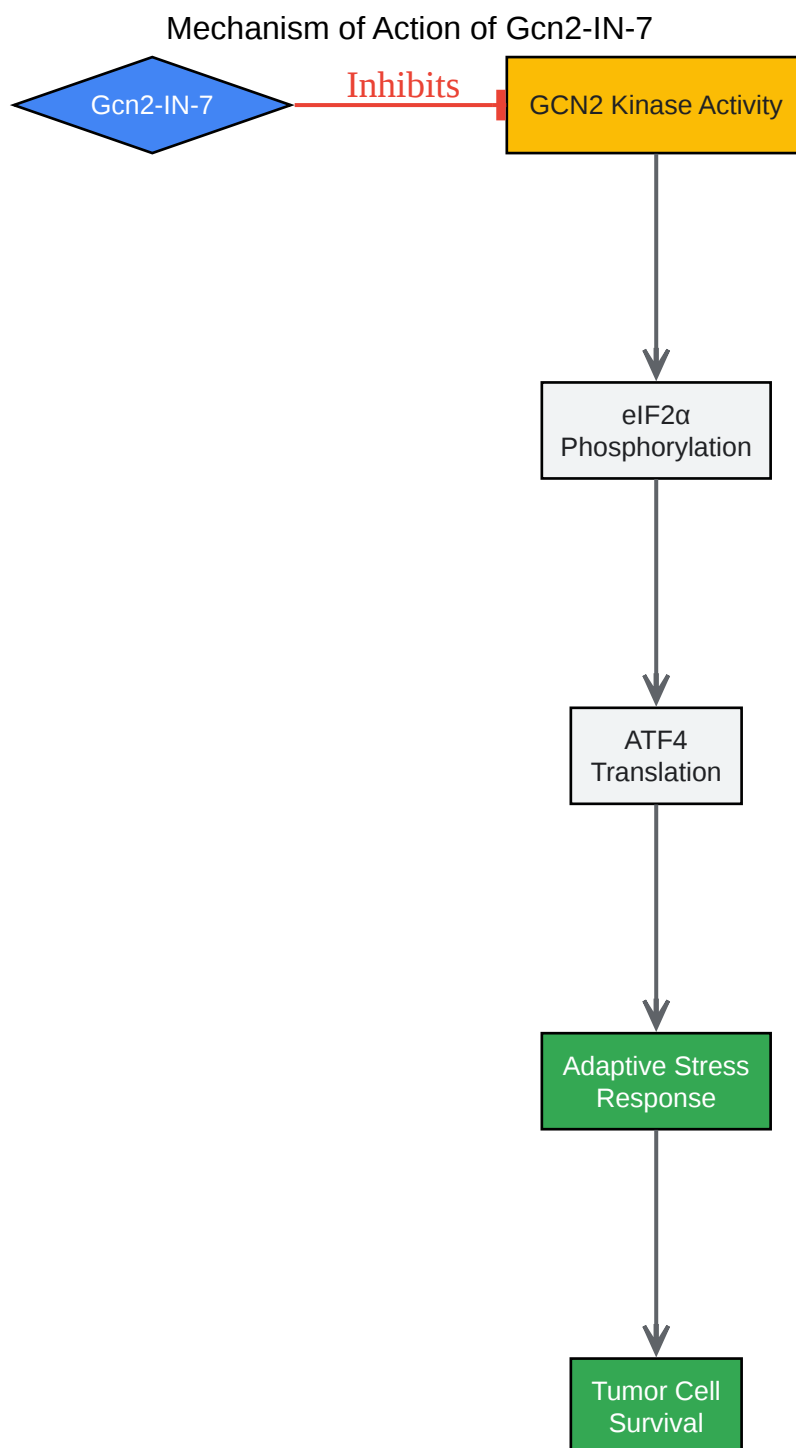 Mechanism of Action of Gcn2-IN-7
Gcn2-IN-7
Inhibits
GCN2 Kinase Activity
eIF2α
Phosphorylation
ATF4
Translation
Adaptive Stress
Response
Tumor Cell
Survival